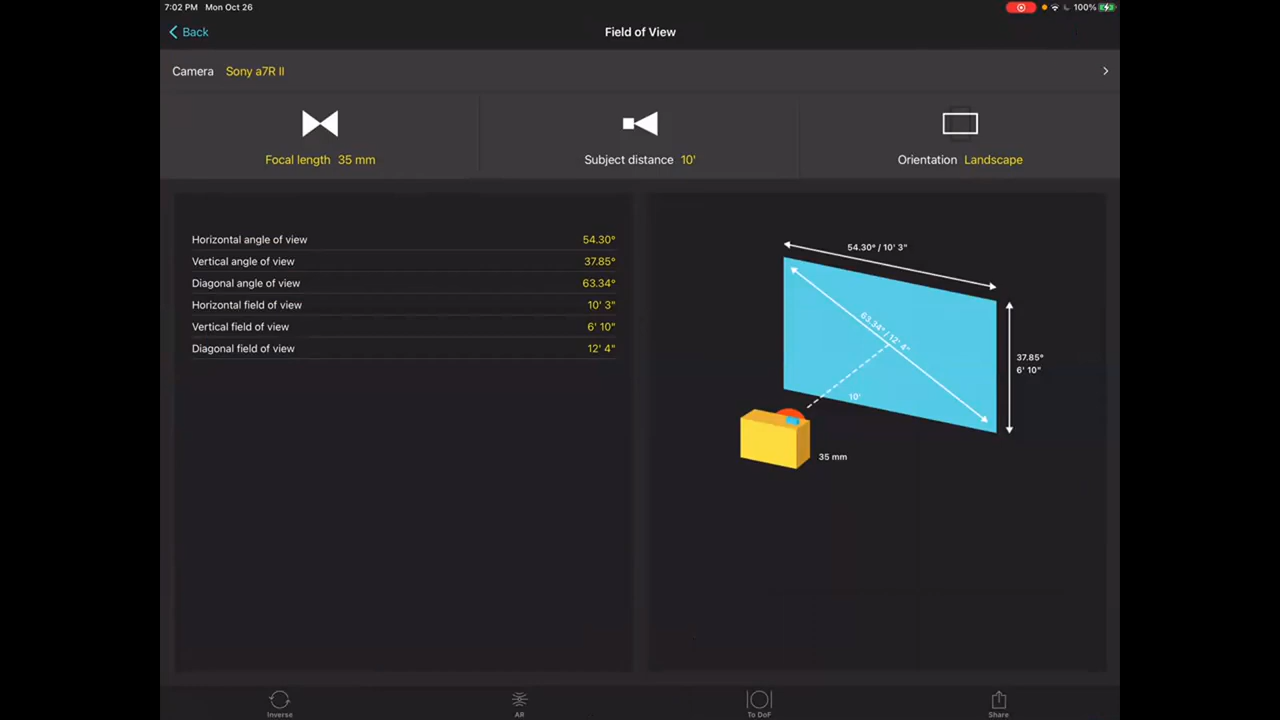 7:02 PM Mon Oct 26
100%
Back
Field of View
Camera Sony a7R II
Focal length 35 mm
Subject distance 10'
Orientation Landscape
Horizontal angle of view 54.30°
Vertical angle of view 37.85°
Diagonal angle of view 63.34°
Horizontal field of view 10' 3"
Vertical field of view 6' 10"
Diagonal field of view 12' 4"
54.30° / 10' 3"
63.34° / 12' 4"
37.85°
6' 10"
10'
35 mm
Inverse
AR
To DoF
Share